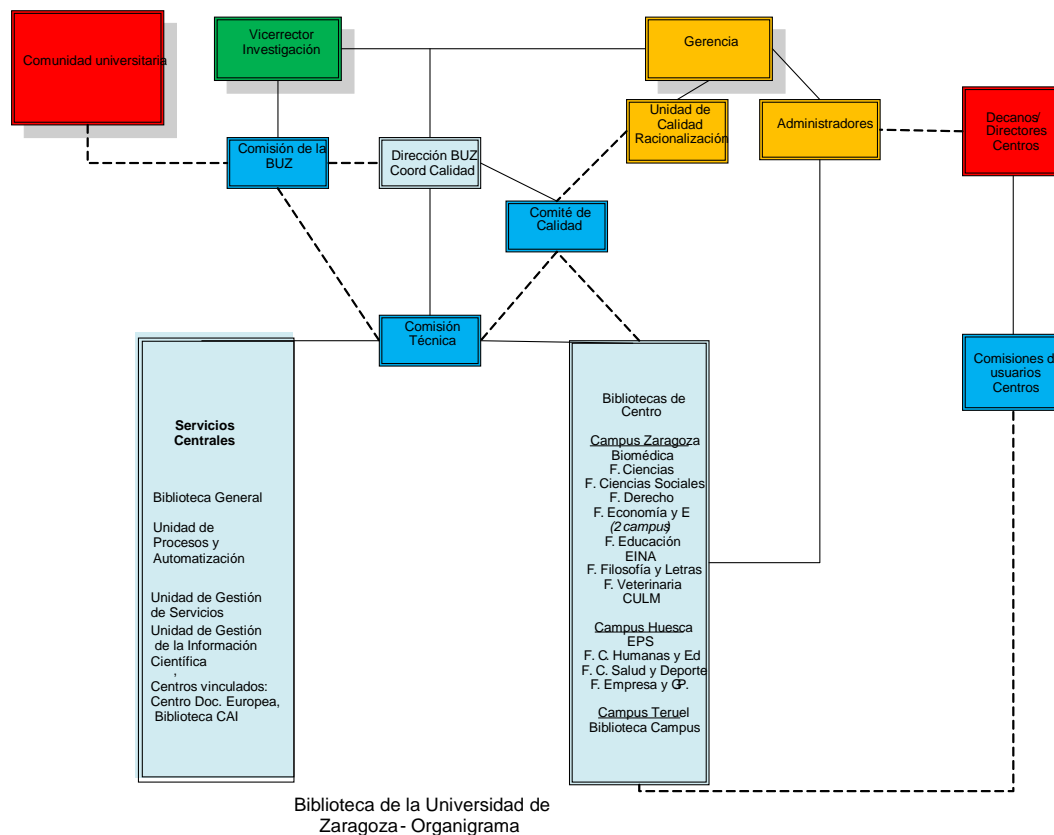 Comunidad universitaria
Vicerrector
Investigación
Gerencia
Unidad de
Calidad
Racionalización
Administradores
Decanos/
Directores
Centros
Comisión de la
BUZ
Dirección BUZ
Coord Calidad
Comité de
Calidad
Comisión
Técnica
Comisiones d
usuarios
Centros
Servicios
Centrales
Biblioteca General
Unidad de
Procesos y
Automatización
Unidad de Gestión
de Servicios
Unidad de Gestión
de la Información
Científica
,
Centros vinculados:
Centro Doc. Europea,
Biblioteca CAI
Bibliotecas de
Centro
Campus Zaragoza
Biomédica
F. Ciencias
F. Ciencias Sociales
F. Derecho
F. Economía y E
(2 campus)
F. Educación
EINA
F. Filosofía y Letras
F. Veterinaria
CULM
Campus Huesca
EPS
F. C. Humanas y Ed
F. C. Salud y Deporte
F. Empresa y GP.
Campus Teruel
Biblioteca Campus
Biblioteca de la Universidad de
Zaragoza - Organigrama